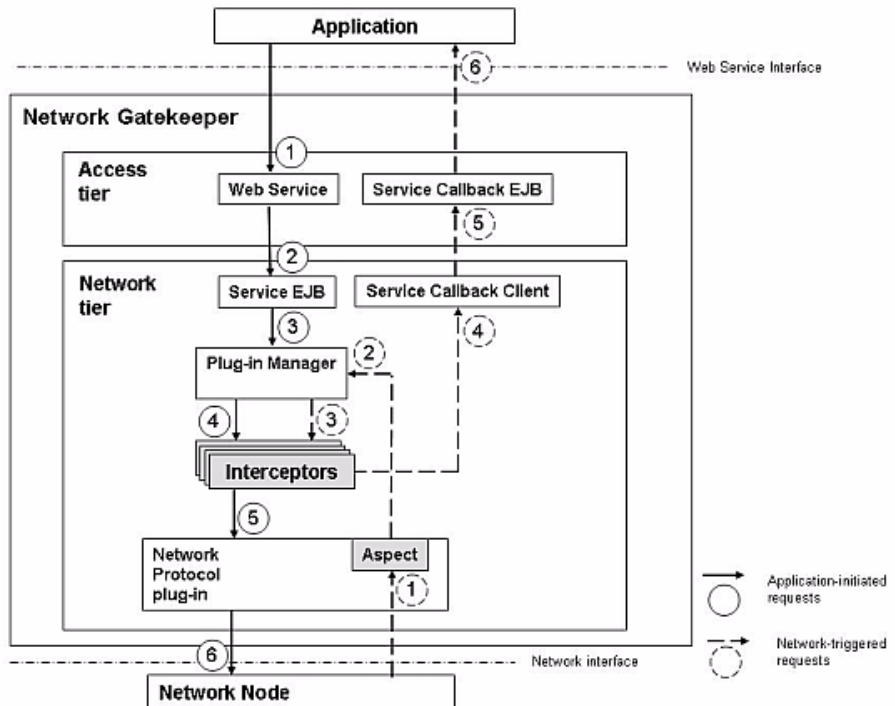 Application
6
Web Service Interface
Network Gatekeeper
1
Access
tier
Web Service
Service Callback EJB
5
2
Network
tier
Service EJB
Service Callback Client
3
4
2
Plug-in Manager
4
3
Interceptors
5
Network
Protocol
plug-in
Aspect
1
Application-initiated
requests
6
Network-triggered
requests
Network interface
Network Node